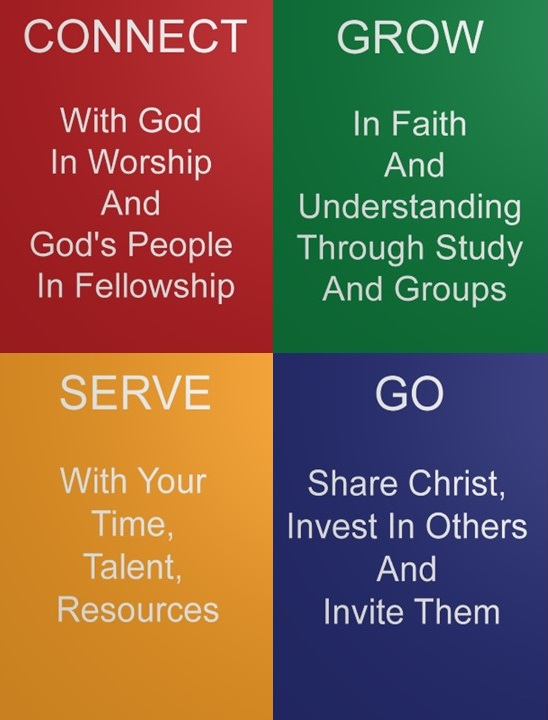 CONNECT
With God
In Worship
And
God's People
In Fellowship
GROW
In Faith
And
Understanding
Through Study
And Groups
SERVE
With Your
Time,
Talent,
Resources
GO
Share Christ,
Invest In Others
And
Invite Them